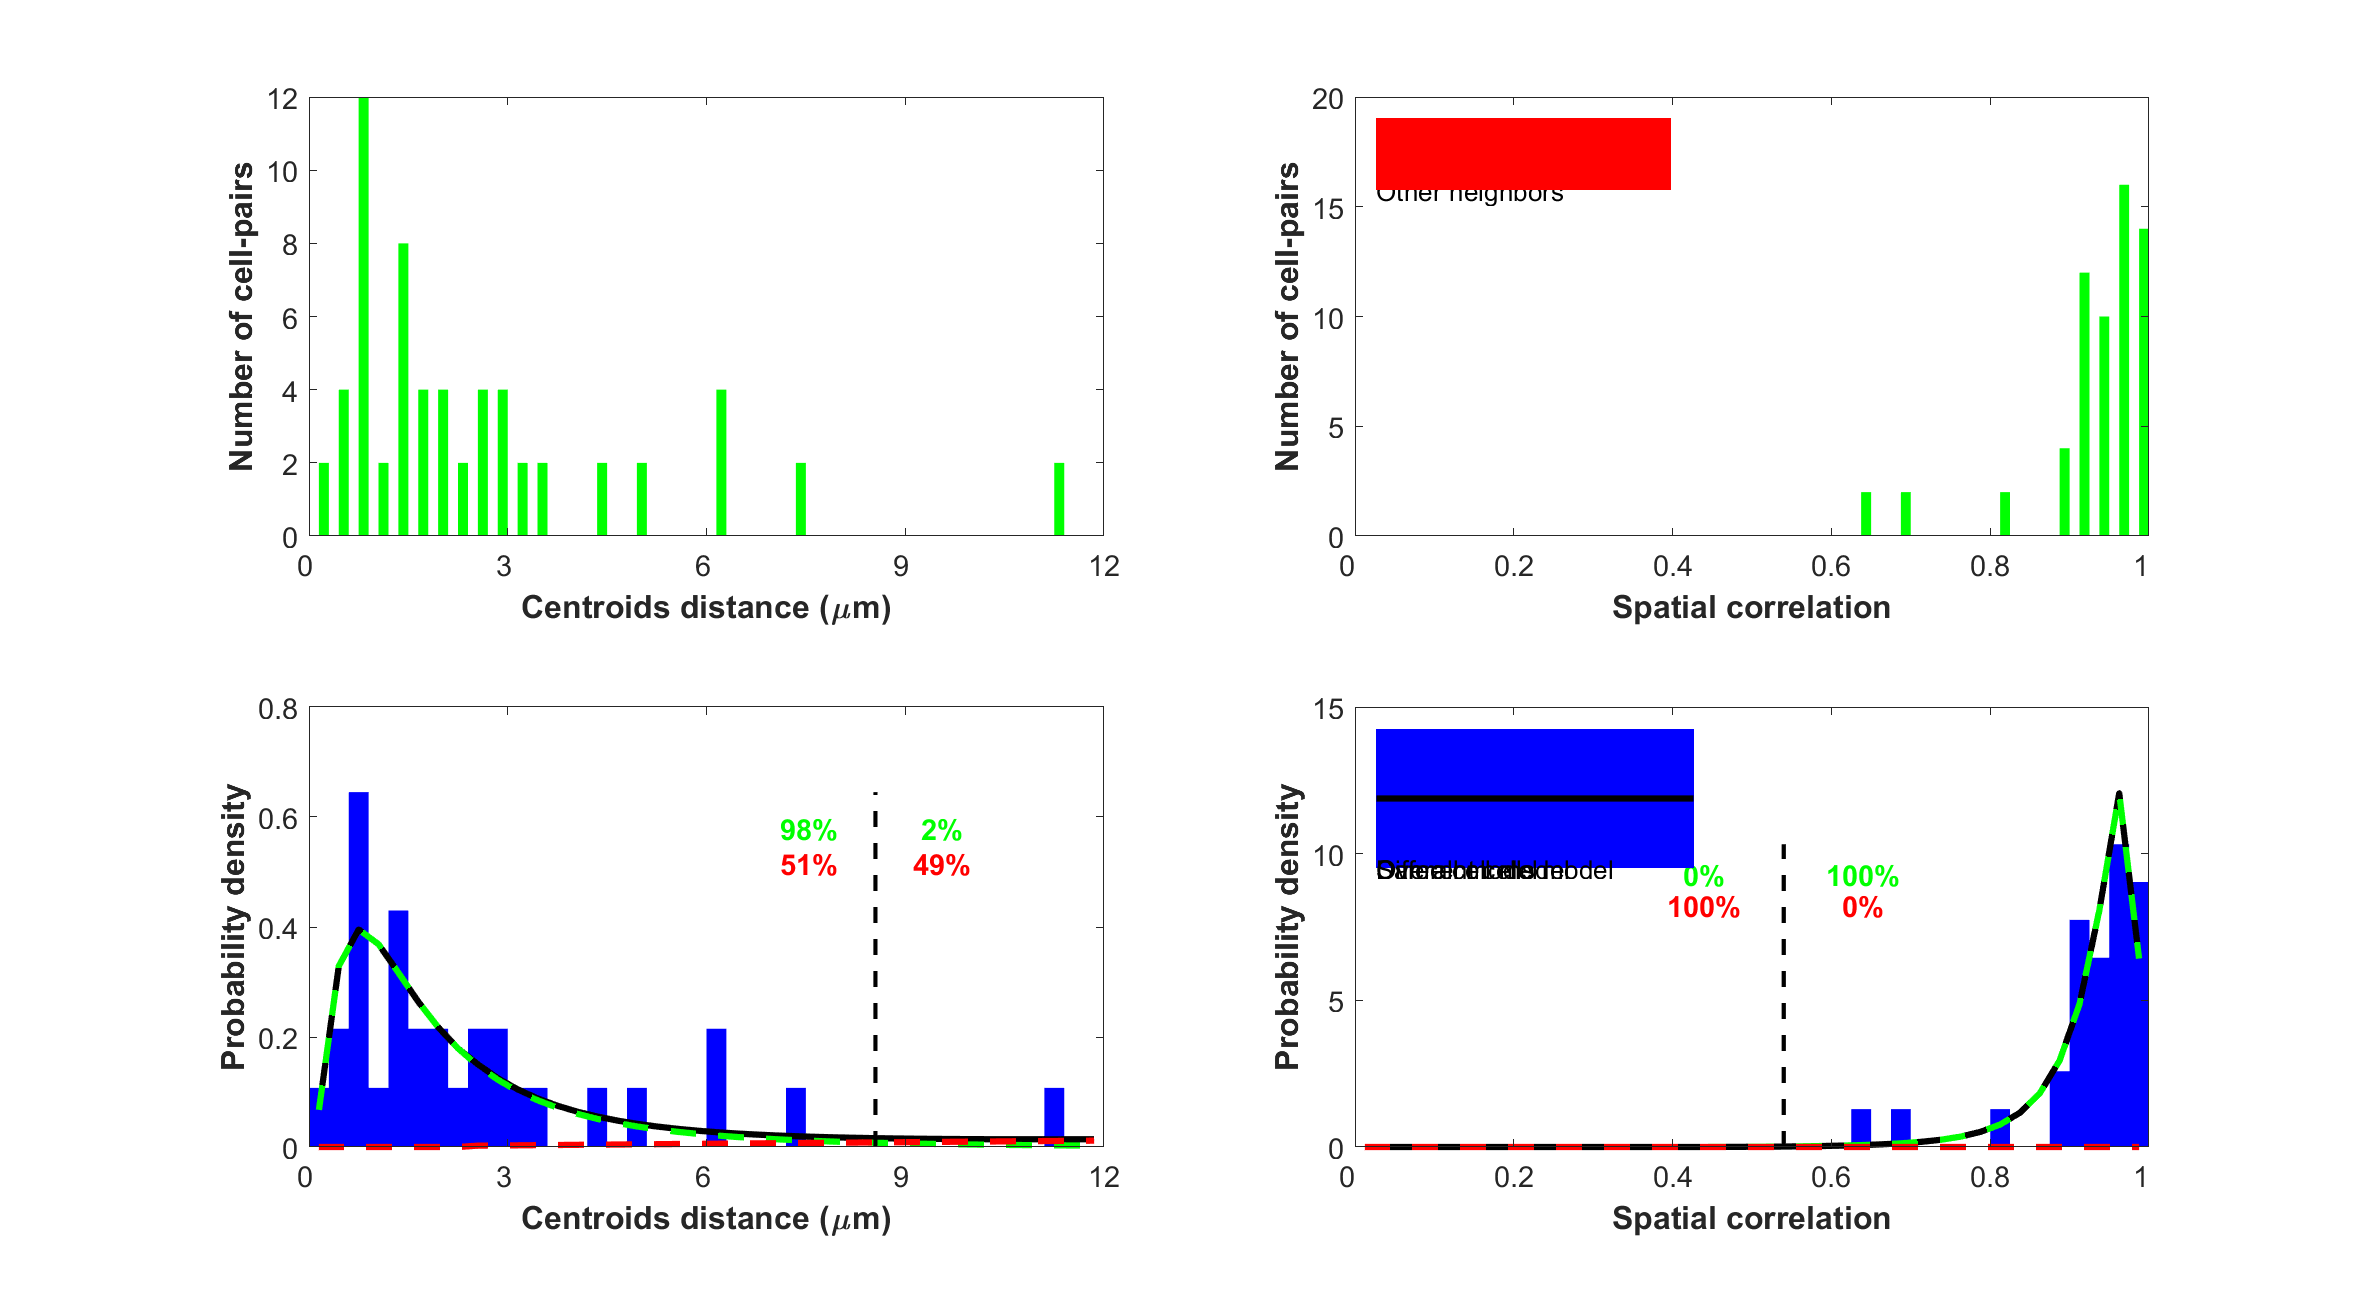 12
10
8
6
4
2
0
Number of cell-pairs
0 3 6 9 12
Centroids distance (μm)
20
15
10
5
0
Number of cell-pairs
Other neighbors
0 0.2 0.4 0.6 0.8 1
Spatial correlation
0.8
0.6
0.4
0.2
0
Probability density
98% 2%
51% 49%
0 3 6 9 12
Centroids distance (μm)
15
10
5
0
Probability density
0% 100%
100% 0%
0 0.2 0.4 0.6 0.8 1
Spatial correlation